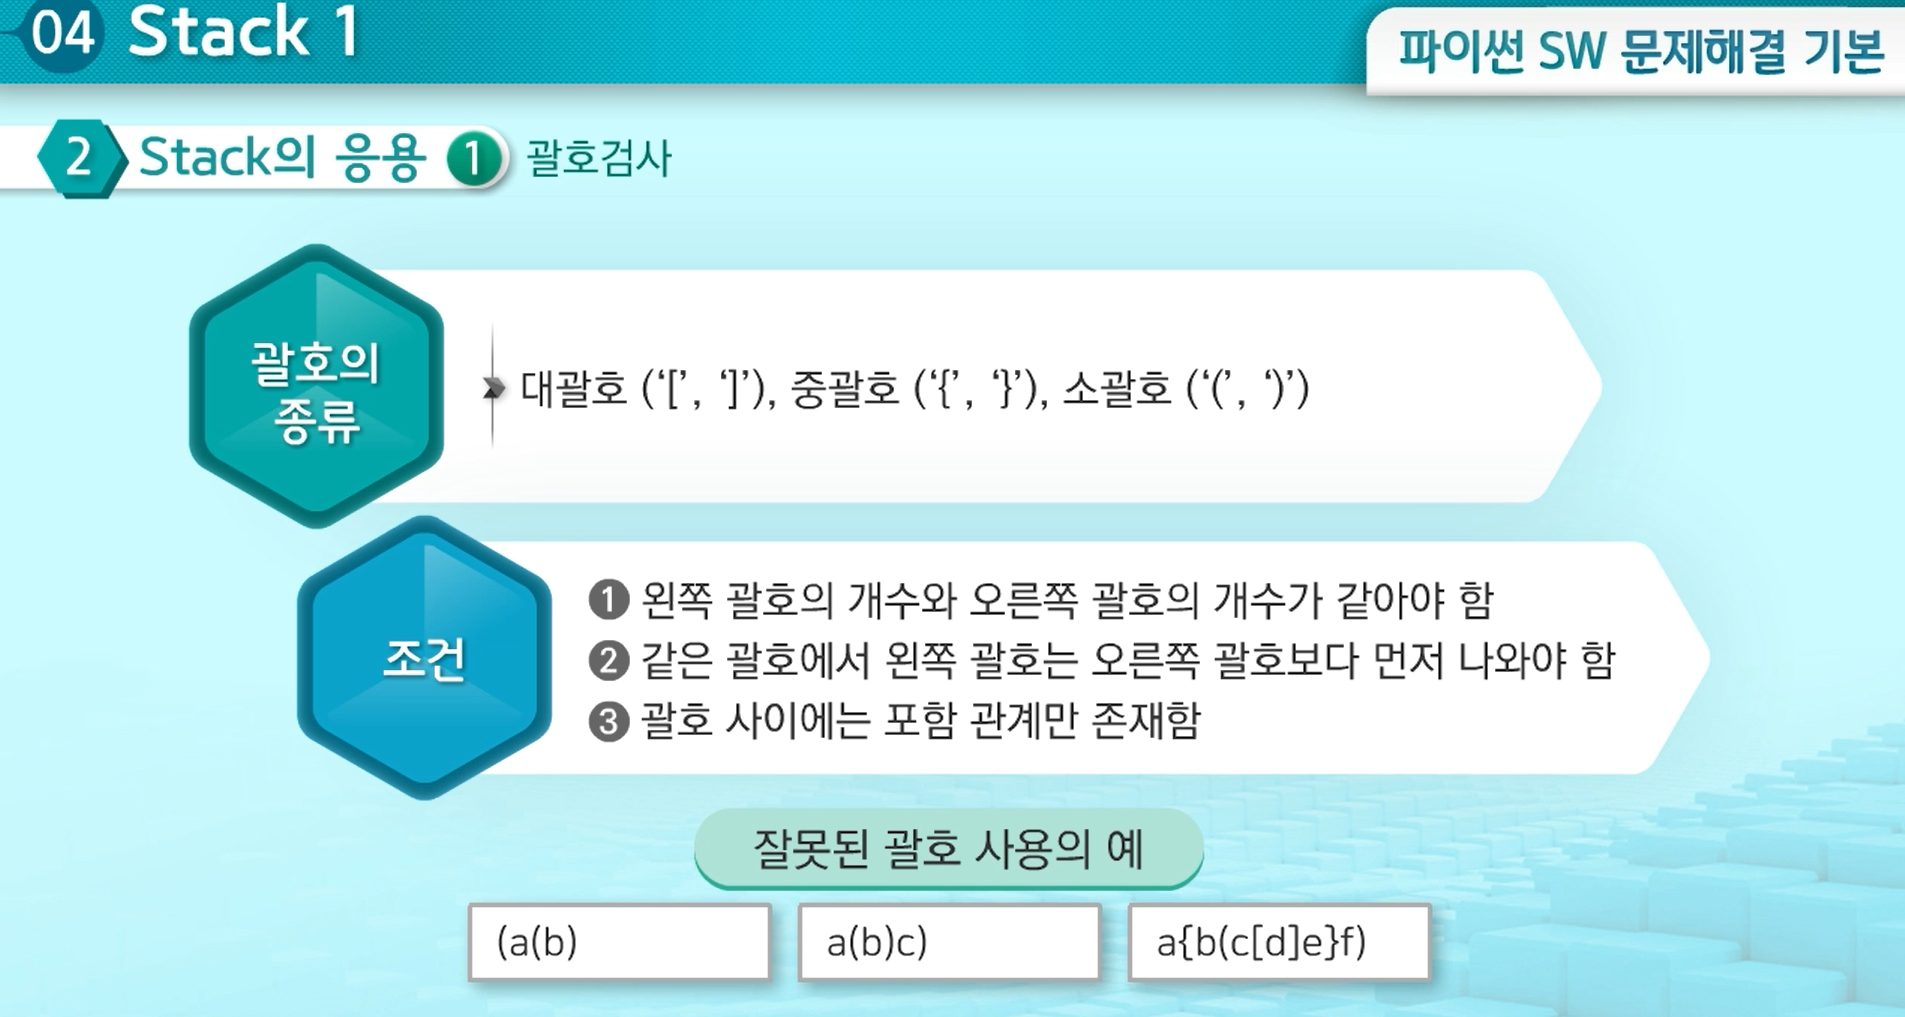 04 Stack 1
파이썬 SW 문제해결 기본
2 Stack의 응용 1 괄호검사
괄호의
종류
대괄호 (‘[’, ‘]’), 중괄호 (‘{’, ‘}’), 소괄호 (‘(’, ‘)’)
조건
1 왼쪽 괄호의 개수와 오른쪽 괄호의 개수가 같아야 함
2 같은 괄호에서 왼쪽 괄호는 오른쪽 괄호보다 먼저 나와야 함
3 괄호 사이에는 포함 관계만 존재함
잘못된 괄호 사용의 예
(a(b)
a(b)c)
a{b(c[d]e}f)